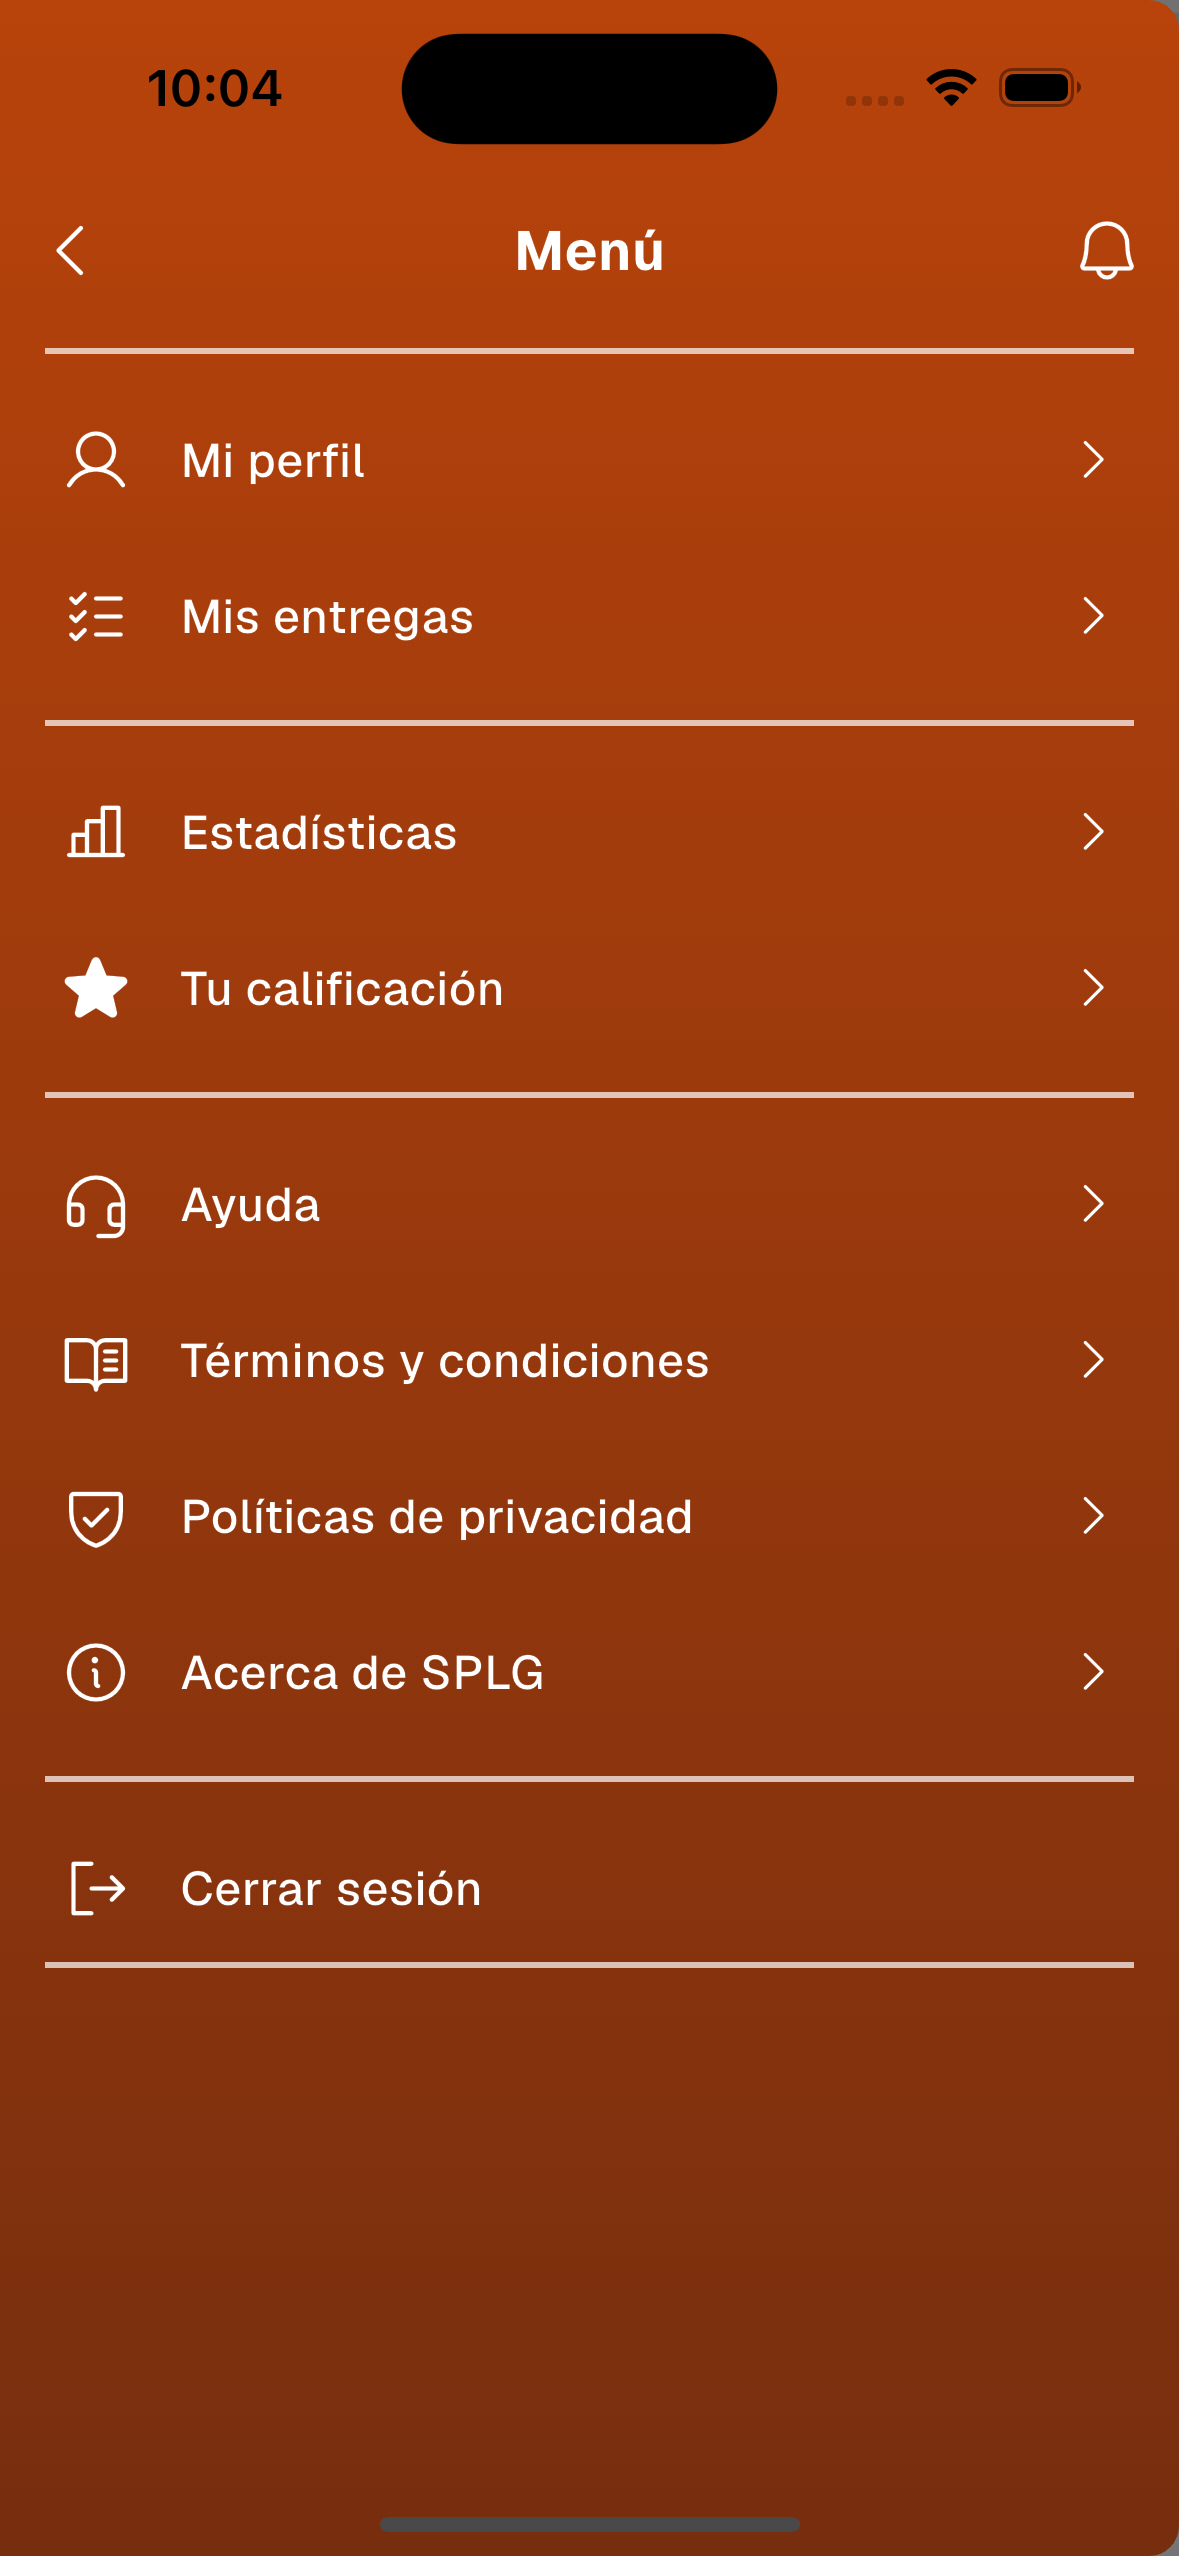 10:04
Menú
Mi perfil
Mis entregas
Estadísticas
Tu calificación
Ayuda
Términos y condiciones
Políticas de privacidad
Acerca de SPLG
Cerrar sesión